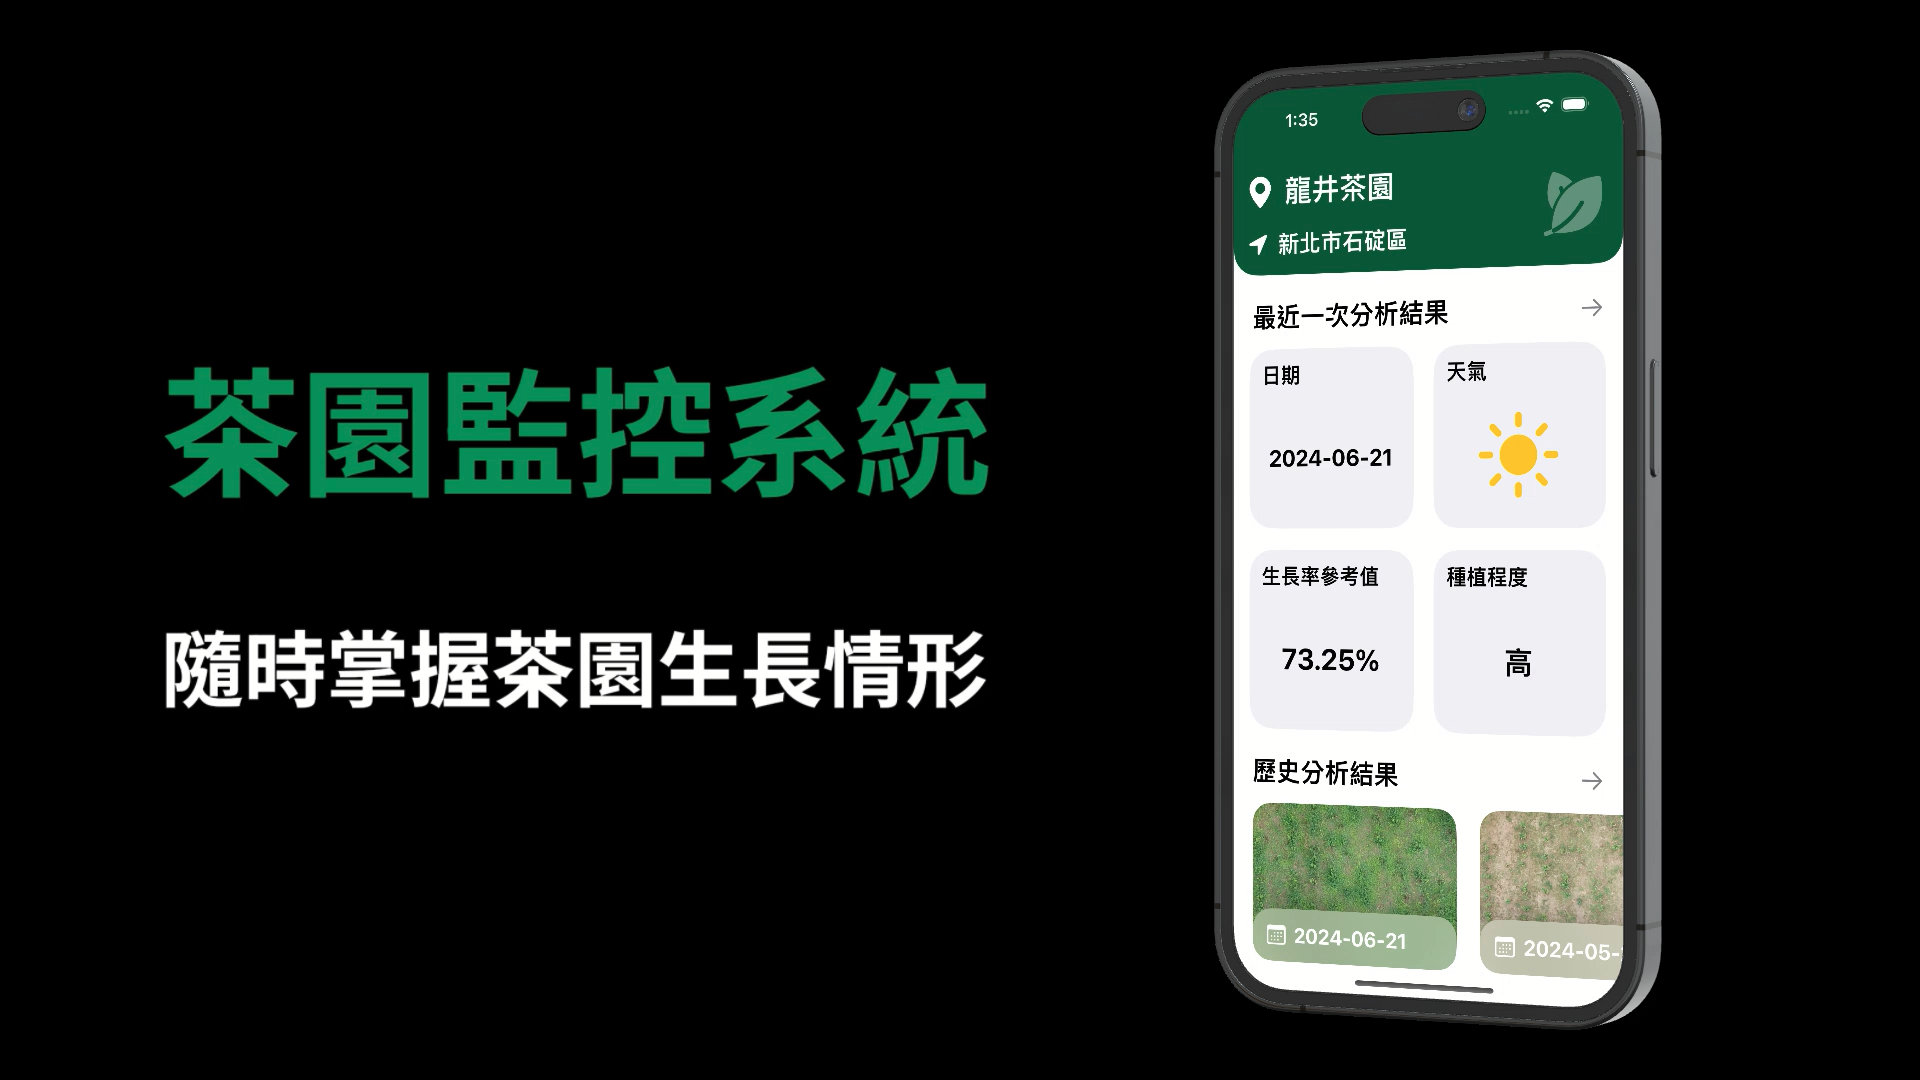 茶園監控系統
隨時掌握茶園生長情形
1:35
龍井茶園
新北市石碇區
最近一次分析結果
日期
天氣
2024-06-21
生長率參考值
種植程度
73.25%
高
歷史分析結果
2024-06-21
2024-05-